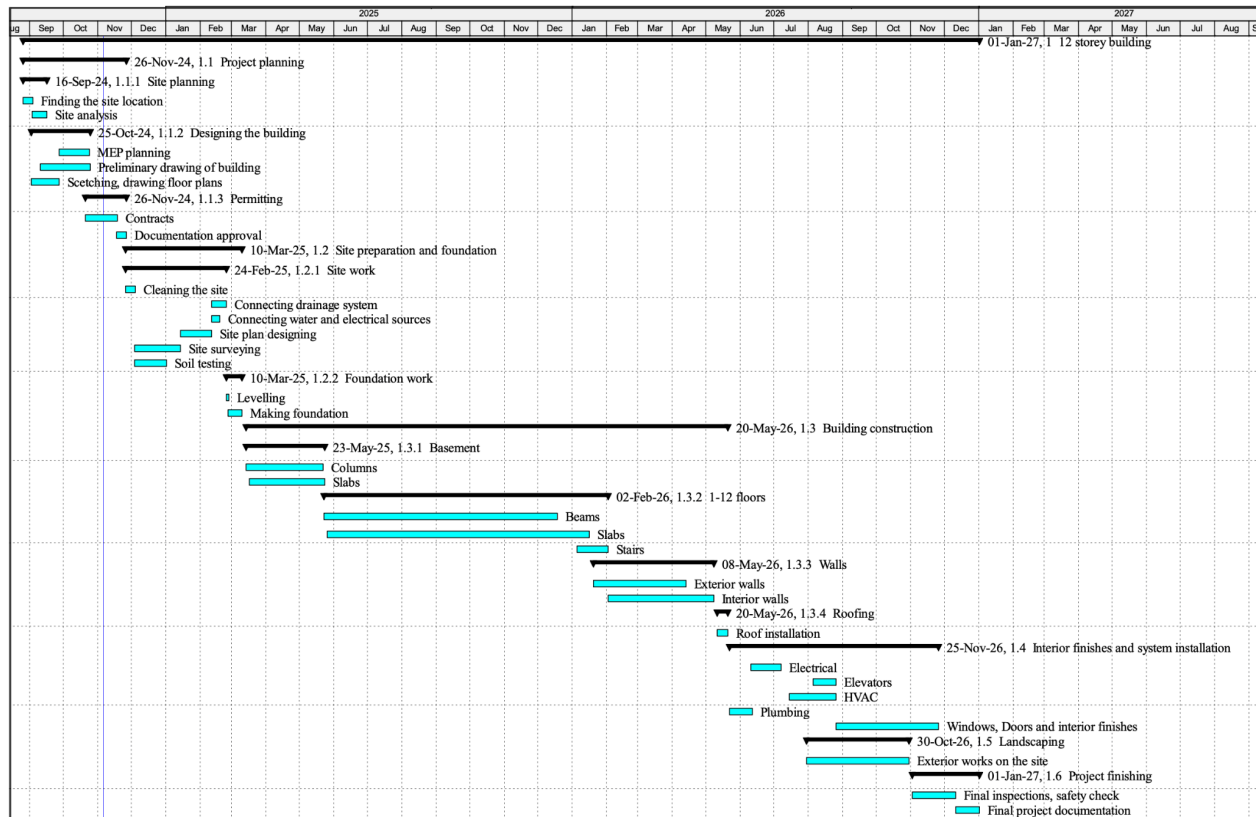 2025 2026 2027
ug Sep Oct Nov Dec Jan Feb Mar Apr May Jun Jul Aug Sep Oct Nov Dec Jan Feb Mar Apr May Jun Jul Aug Sep Oct Nov Dec Jan Feb Mar Apr May Jun Jul Aug S
01-Jan-27, 1 12 storey building
26-Nov-24, 1.1 Project planning
16-Sep-24, 1.1.1 Site planning
Finding the site location
Site analysis
25-Oct-24, 1.1.2 Designing the building
MEP planning
Preliminary drawing of building
Scetching, drawing floor plans
26-Nov-24, 1.1.3 Permitting
Contracts
Documentation approval
10-Mar-25, 1.2 Site preparation and foundation
24-Feb-25, 1.2.1 Site work
Cleaning the site
Connecting drainage system
Connecting water and electrical sources
Site plan designing
Site surveying
Soil testing
10-Mar-25, 1.2.2 Foundation work
Levelling
Making foundation
20-May-26, 1.3 Building construction
23-May-25, 1.3.1 Basement
Columns
Slabs
02-Feb-26, 1.3.2 1-12 floors
Beams
Slabs
Stairs
08-May-26, 1.3.3 Walls
Exterior walls
Interior walls
20-May-26, 1.3.4 Roofing
Roof installation
25-Nov-26, 1.4 Interior finishes and system installation
Electrical
Elevators
HVAC
Plumbing
Windows, Doors and interior finishes
30-Oct-26, 1.5 Landscaping
Exterior works on the site
01-Jan-27, 1.6 Project finishing
Final inspections, safety check
Final project documentation